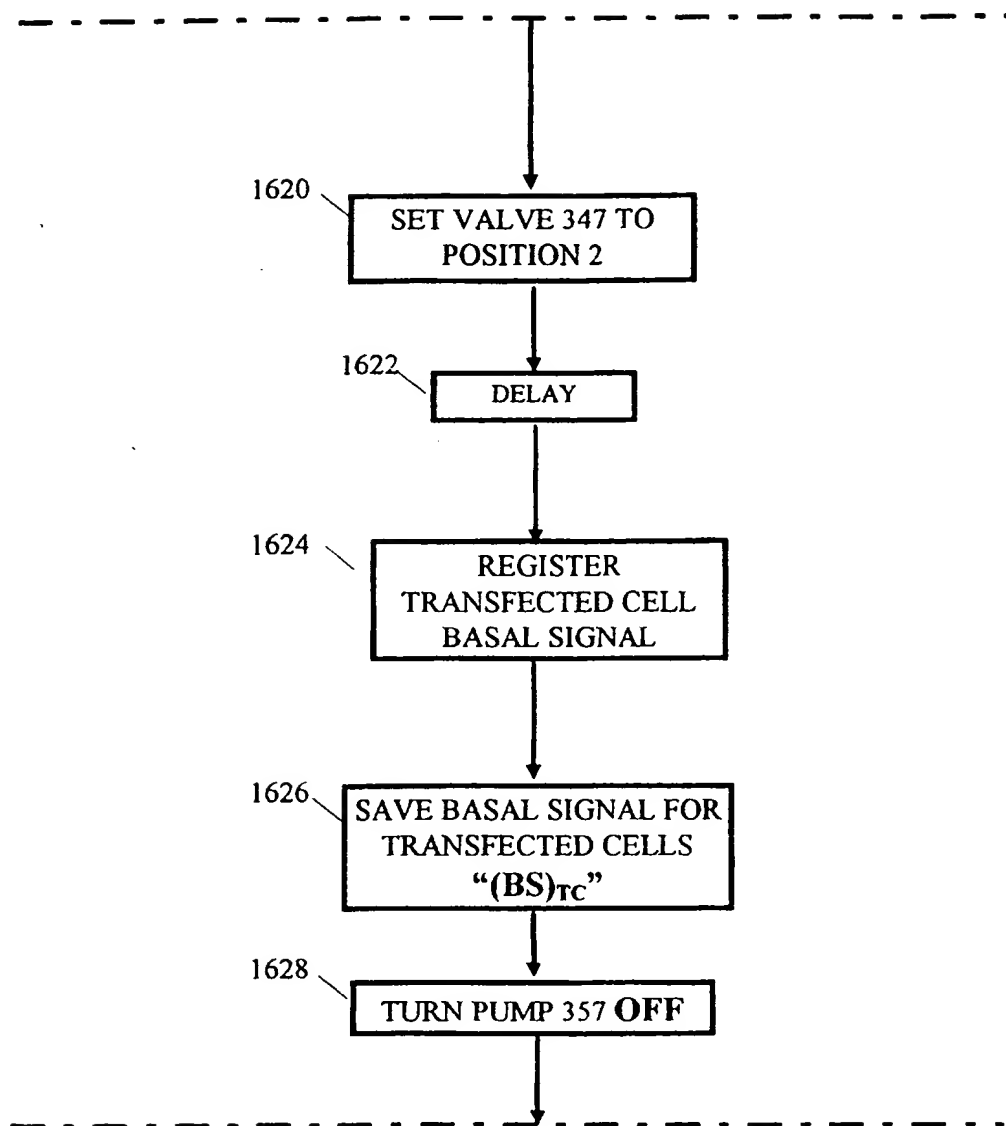 1620
SET VALVE 347 TO
POSITION 2
1622
DELAY
1624
REGISTER
TRANSFECTED CELL
BASAL SIGNAL
1626
SAVE BASAL SIGNAL FOR
TRANSFECTED CELLS
“(BS)TC”
1628
TURN PUMP 357 OFF